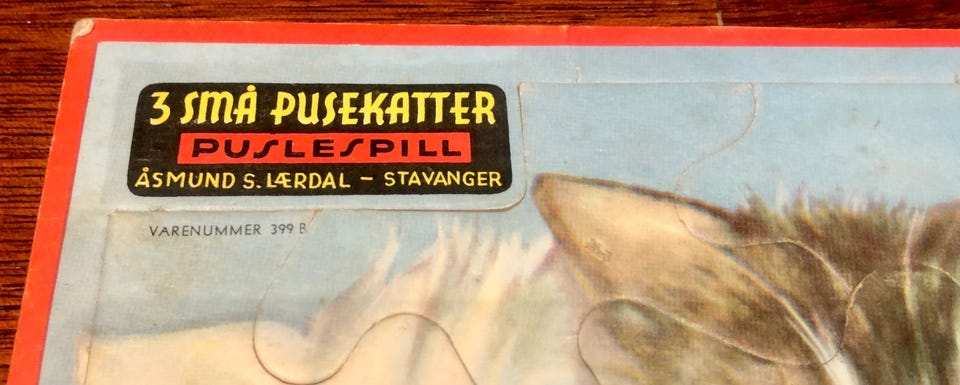 3 SMÅ PUSEKATTER
PUSLESPILL
ÅSMUND S. LÆRDAL – STAVANGER
VARENUMMER 399 B